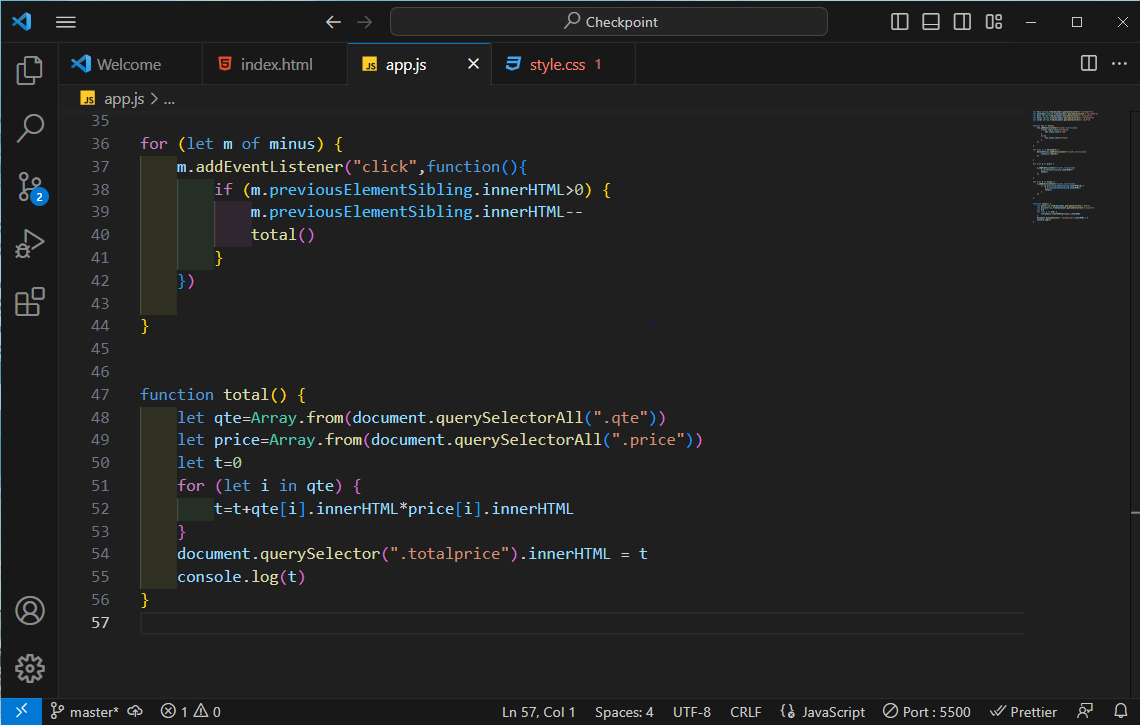 Checkpoint
Welcome
index.html
JS app.js
style.css 1
JS app.js > ...
35
36 for (let m of minus) {
37 m.addEventListener("click",function(){
38 if (m.previousElementSibling.innerHTML>0) {
39 m.previousElementSibling.innerHTML--
40 total()
41 }
42 })
43
44 }
45
46
47 function total() {
48 let qte=Array.from(document.querySelectorAll(".qte"))
49 let price=Array.from(document.querySelectorAll(".price"))
50 let t=0
51 for (let i in qte) {
52 t=t+qte[i].innerHTML*price[i].innerHTML
53 }
54 document.querySelector(".totalprice").innerHTML = t
55 console.log(t)
56 }
57
2
master* 1 0 Ln 57, Col 1 Spaces: 4 UTF-8 CRLF {} JavaScript Port : 5500 Prettier